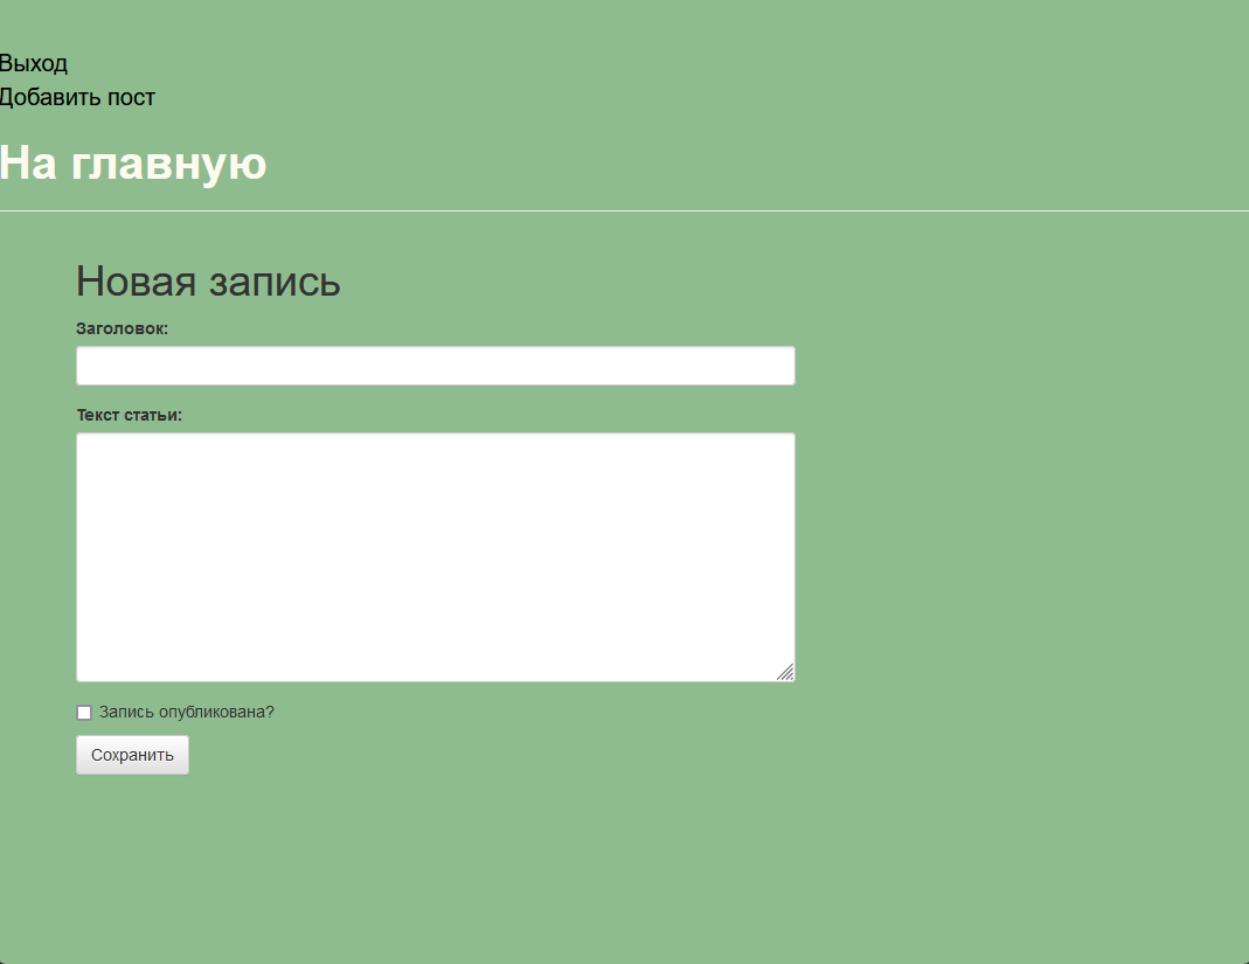 Выход
Добавить пост
На главную
Новая запись
Заголовок:
Текст статьи:
Запись опубликована?
Сохранить